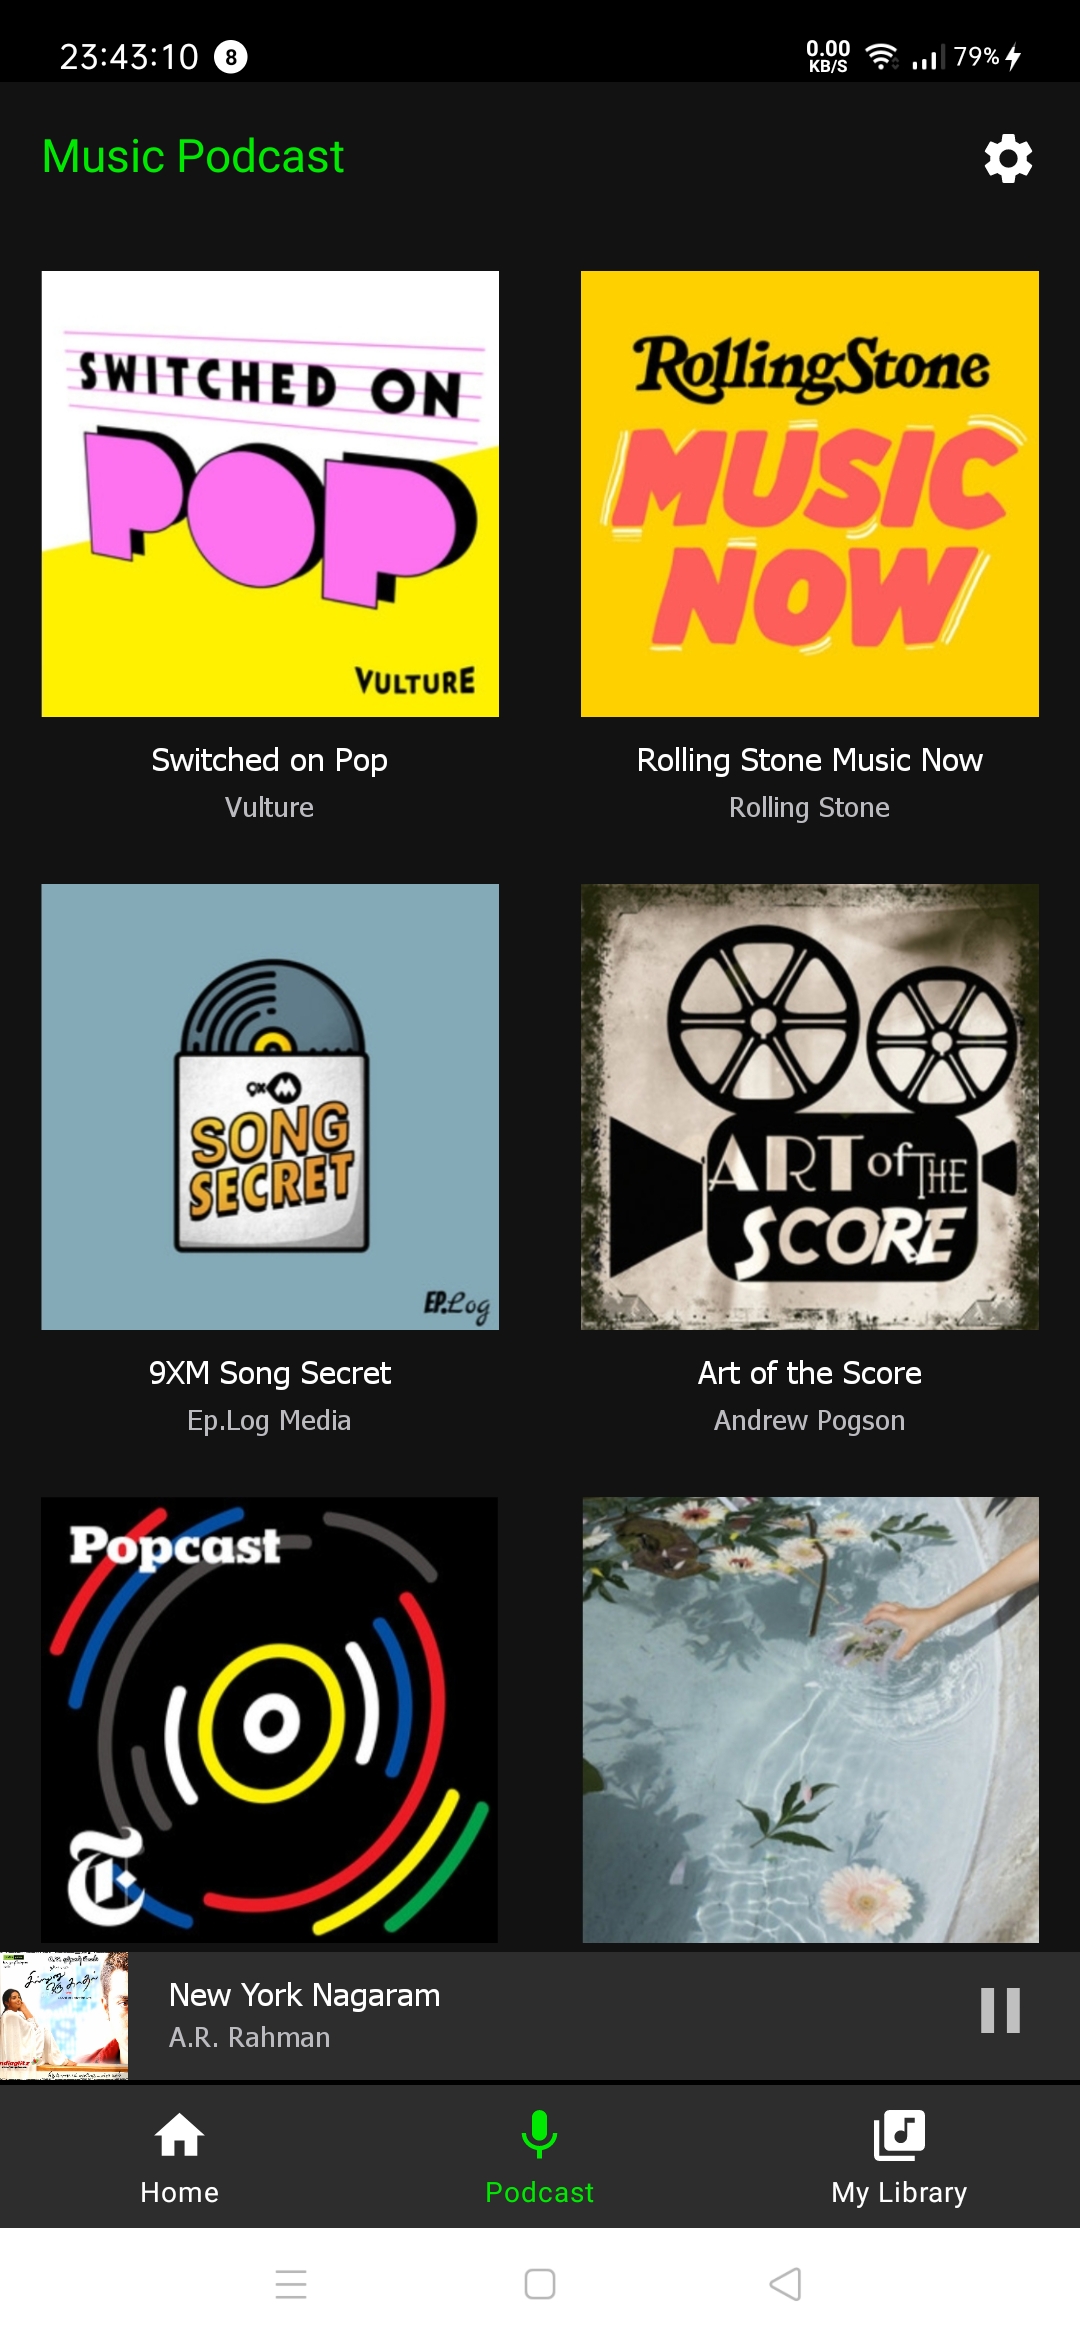 23:43:10 8 0.00 KB/S 79%
Music Podcast
SWITCHED ON
POP
VULTURE
RollingStone
MUSIC
NOW
Switched on Pop
Vulture
Rolling Stone Music Now
Rolling Stone
9XM
SONG
SECRET
EP.Log
ART of THE
SCORE
9XM Song Secret
Ep.Log Media
Art of the Score
Andrew Pogson
Popcast
T
சில்லுனு
ஒரு காதல்
indiaglitz
New York Nagaram
A.R. Rahman
Home
Podcast
My Library